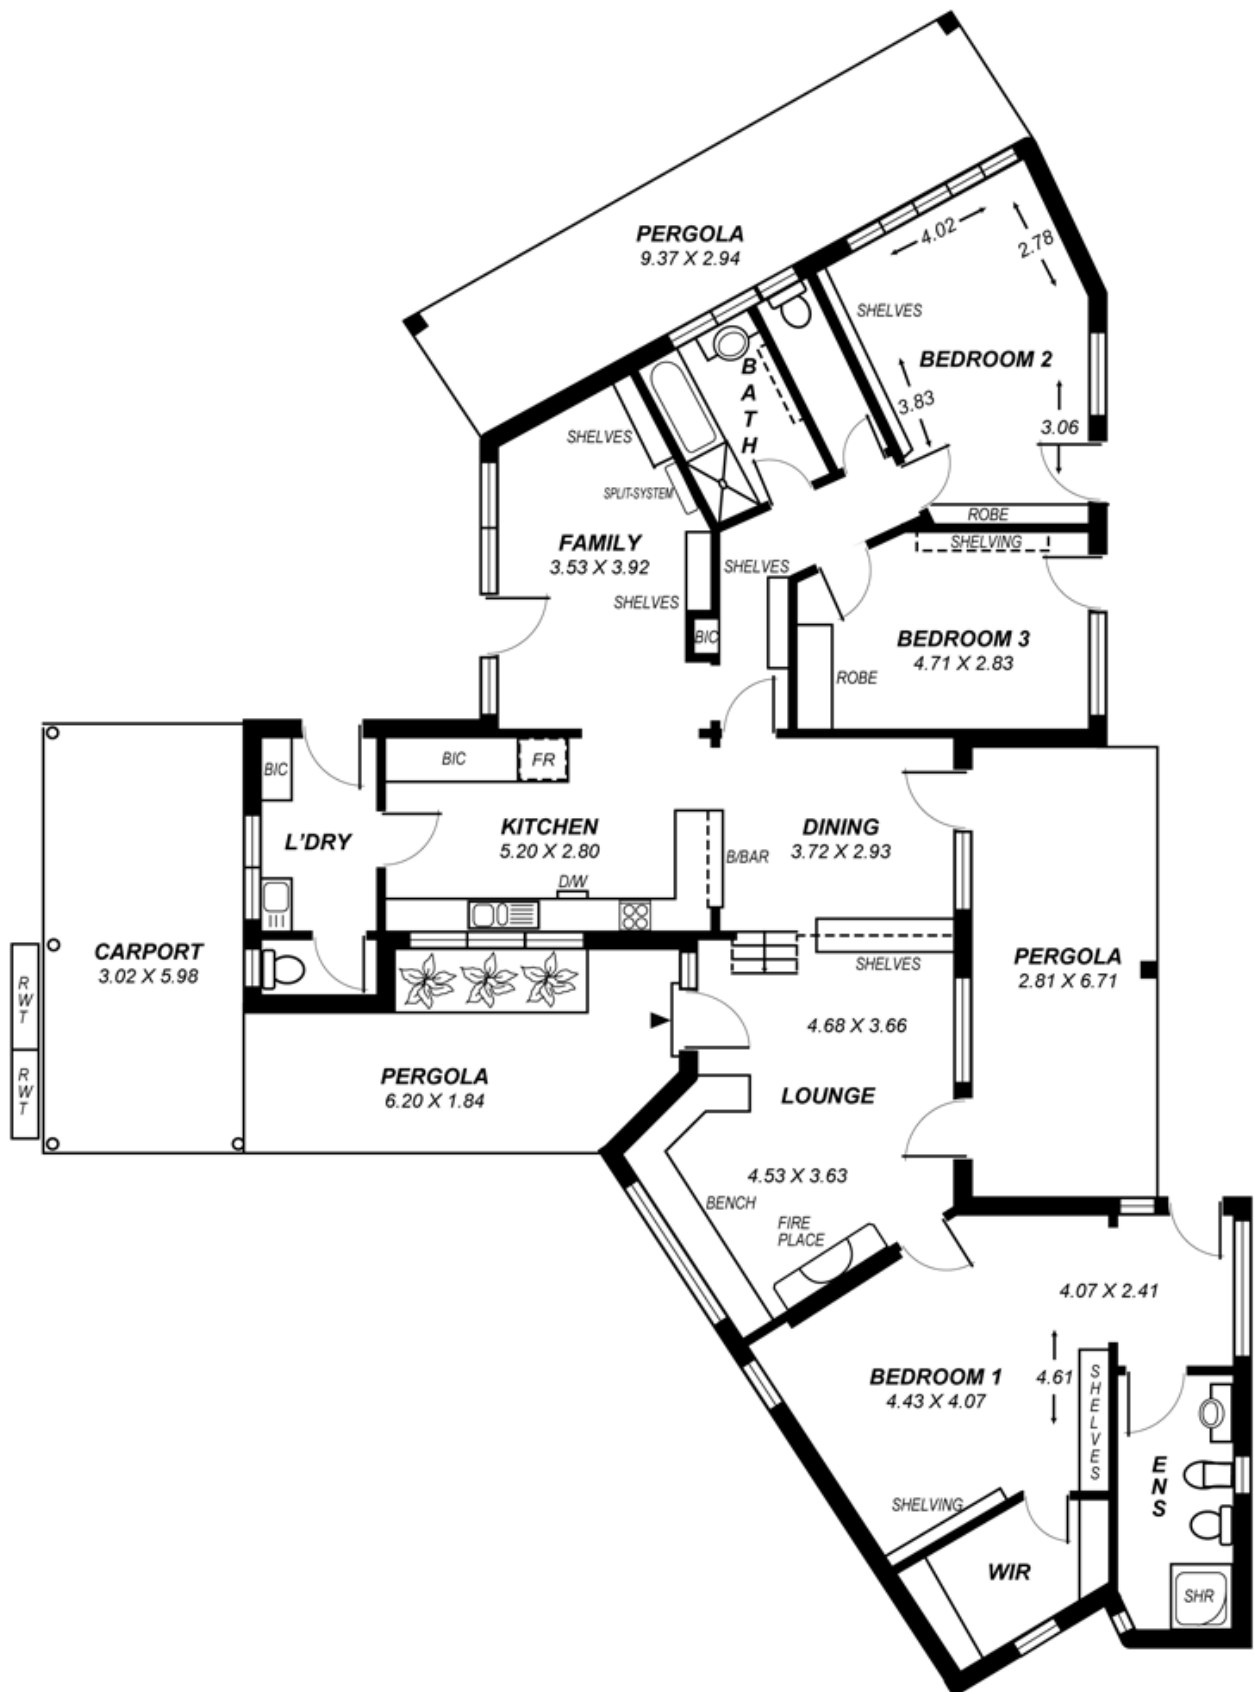 PERGOLA
9.37 X 2.94
4.02
2.78
SHELVES
BEDROOM 2
3.83
3.06
BATH
SHELVES
SPLIT-SYSTEM
ROBE
SHELVING
FAMILY
3.53 X 3.92
SHELVES
SHELVES
BIC
BEDROOM 3
4.71 X 2.83
ROBE
BIC
BIC
FR
L'DRY
KITCHEN
5.20 X 2.80
DINING
3.72 X 2.93
B/BAR
D/W
CARPORT
3.02 X 5.98
RWT
RWT
SHELVES
PERGOLA
2.81 X 6.71
4.68 X 3.66
PERGOLA
6.20 X 1.84
LOUNGE
4.53 X 3.63
BENCH
FIRE
PLACE
4.07 X 2.41
BEDROOM 1
4.43 X 4.07
4.61
SHELVES
ENS
SHELVING
WIR
SHR